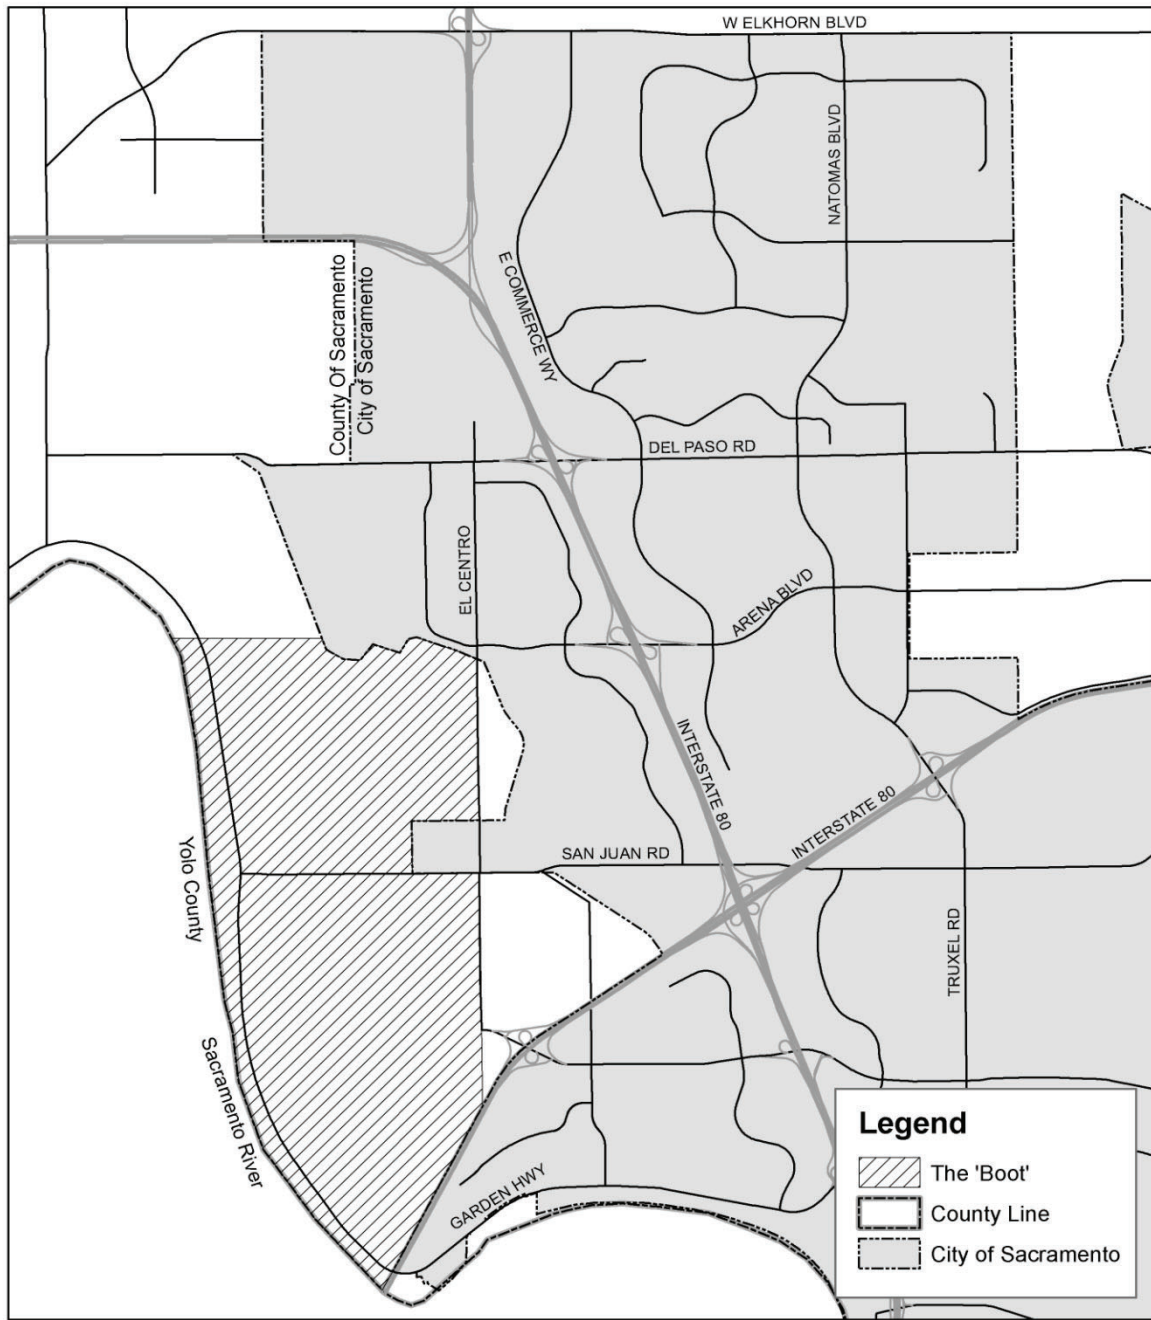 W ELKHORN BLVD
NATOMAS BLVD
E COMMERCE WY
County Of Sacramento
City of Sacramento
DEL PASO RD
EL CENTRO
ARENA BLVD
INTERSTATE 80
INTERSTATE 80
SAN JUAN RD
Yolo County
TRUXEL RD
Sacramento River
GARDEN HWY
Legend
The 'Boot'
County Line
City of Sacramento